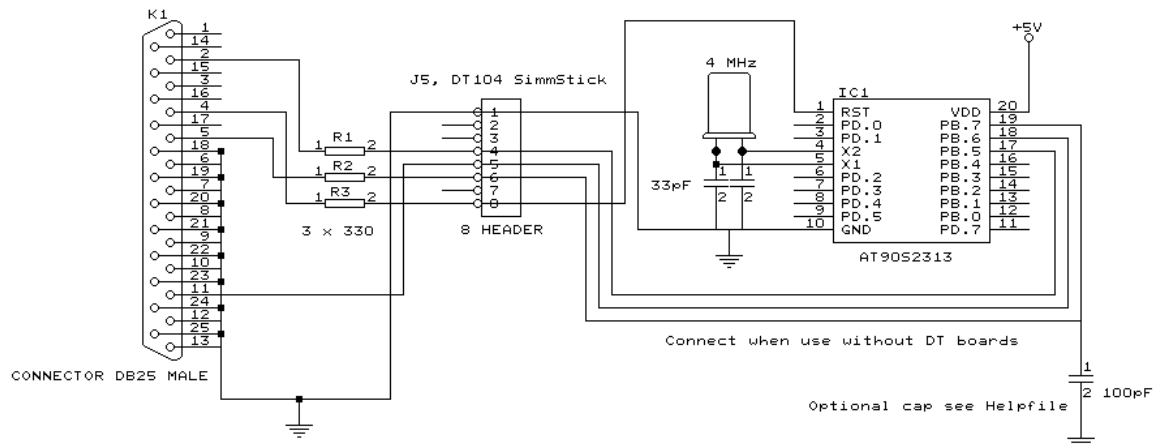 K1
1
14
2
15
3
16
4
17
5
18
6
19
7
20
8
21
9
22
10
23
11
24
12
25
13
CONNECTOR DB25 MALE
1 R1 2
1 R2 2
1 R3 2
3 x 330
J5, DT104 SimmStick
1
2
3
4
5
6
7
8
8 HEADER
4 MHz
33pF
1 1
2 2
+5V
IC1
1 RST VDD 20
2 PD.0 PB.7 19
3 PD.1 PB.6 18
4 X2 PB.5 17
5 X1 PB.4 16
6 PD.2 PB.3 15
7 PD.3 PB.2 14
8 PD.4 PB.1 13
9 PD.5 PB.0 12
10 GND PD.7 11
AT90S2313
Connect when use without DT boards
1
2 100pF
Optional cap see Helpfile